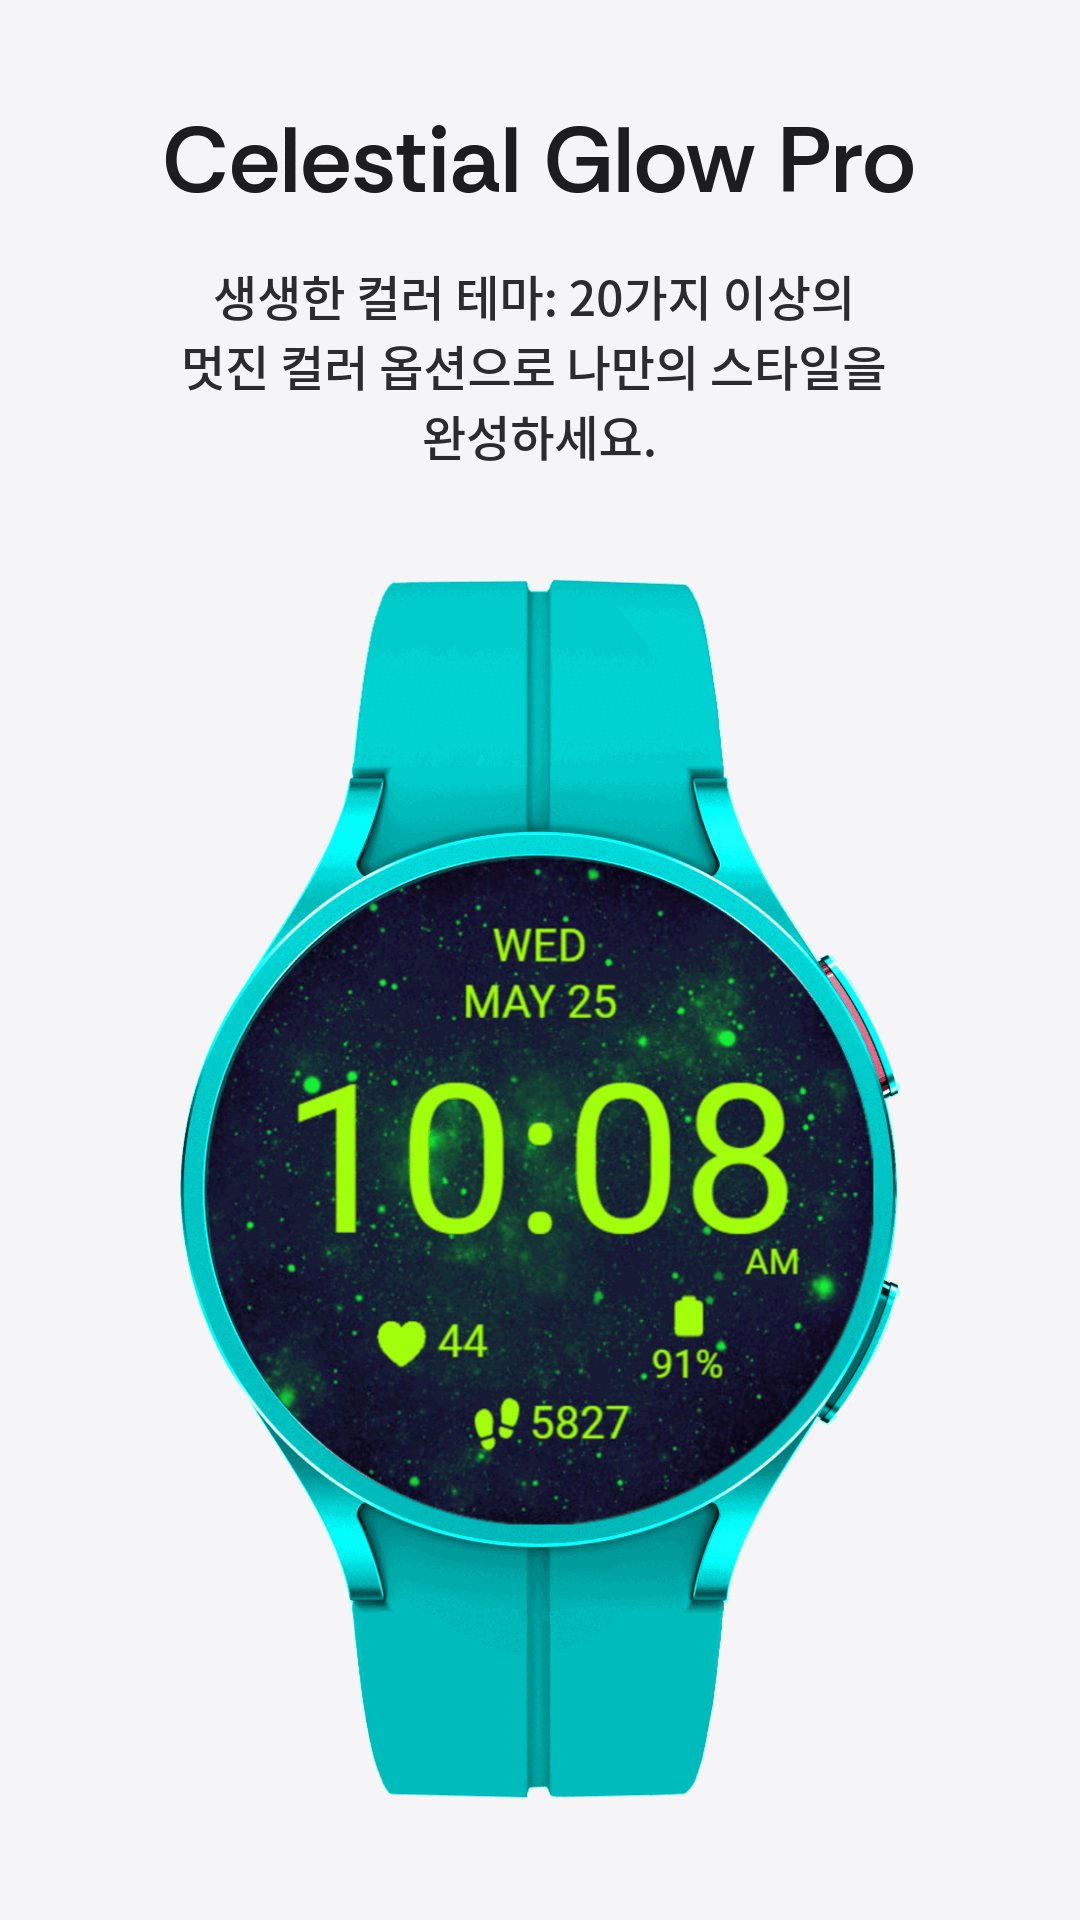 Celestial Glow Pro
생생한 컬러 테마: 20가지 이상의
멋진 컬러 옵션으로 나만의 스타일을
완성하세요.
WED
MAY 25
10:08
AM
44
91%
5827